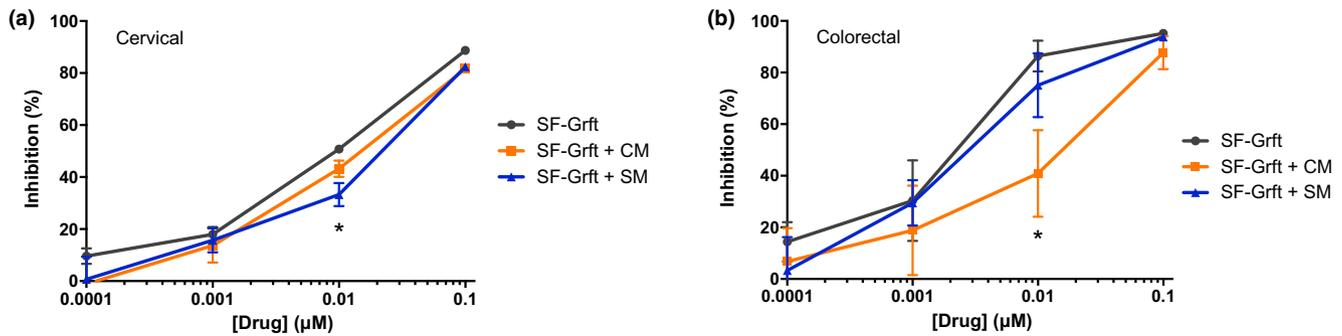 (a)
Cervical
Inhibition (%)
100
80
60
40
20
0
0.0001
0.001
0.01
0.1
[Drug] (µM)
*
SF-Grft
SF-Grft + CM
SF-Grft + SM
(b)
Colorectal
Inhibition (%)
100
80
60
40
20
0
0.0001
0.001
0.01
0.1
[Drug] (µM)
*
SF-Grft
SF-Grft + CM
SF-Grft + SM